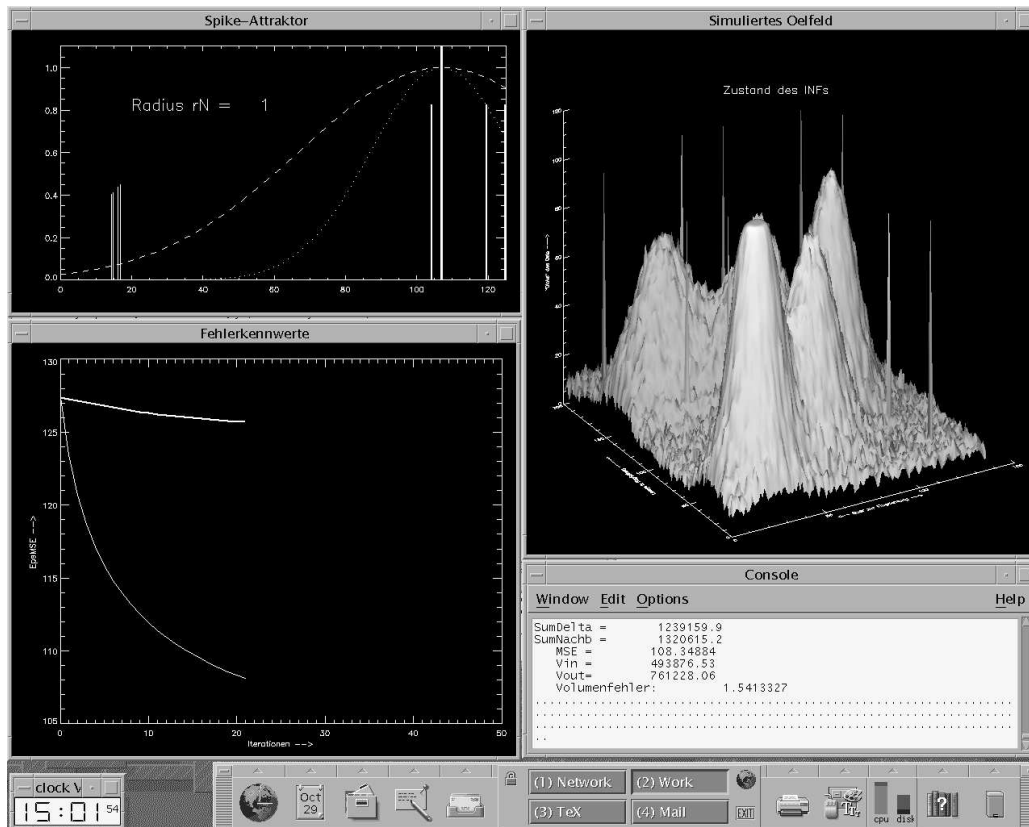 Spike-Attraktor
Radius rN = 1
1.0
0.8
0.6
0.4
0.2
0.0
0 20 40 60 80 100 120
Simuliertes Oelfeld
Zustand des INFs
Fehlerkennwerte
130
125
120
115
110
105
EpsMSE --->
0 10 20 30 40 50
Iterationen --->
Console
Window Edit Options Help
SumDelta = 1239159.9
SumNachb = 1320615.2
MSE = 108.34884
Vin = 493876.53
Vout= 761228.06
Volumenfehler: 1.5413327
clock V
15:01 54
Oct
29
(1) Network
(2) Work
(3) TeX
(4) Mail
EXIT
cpu disk